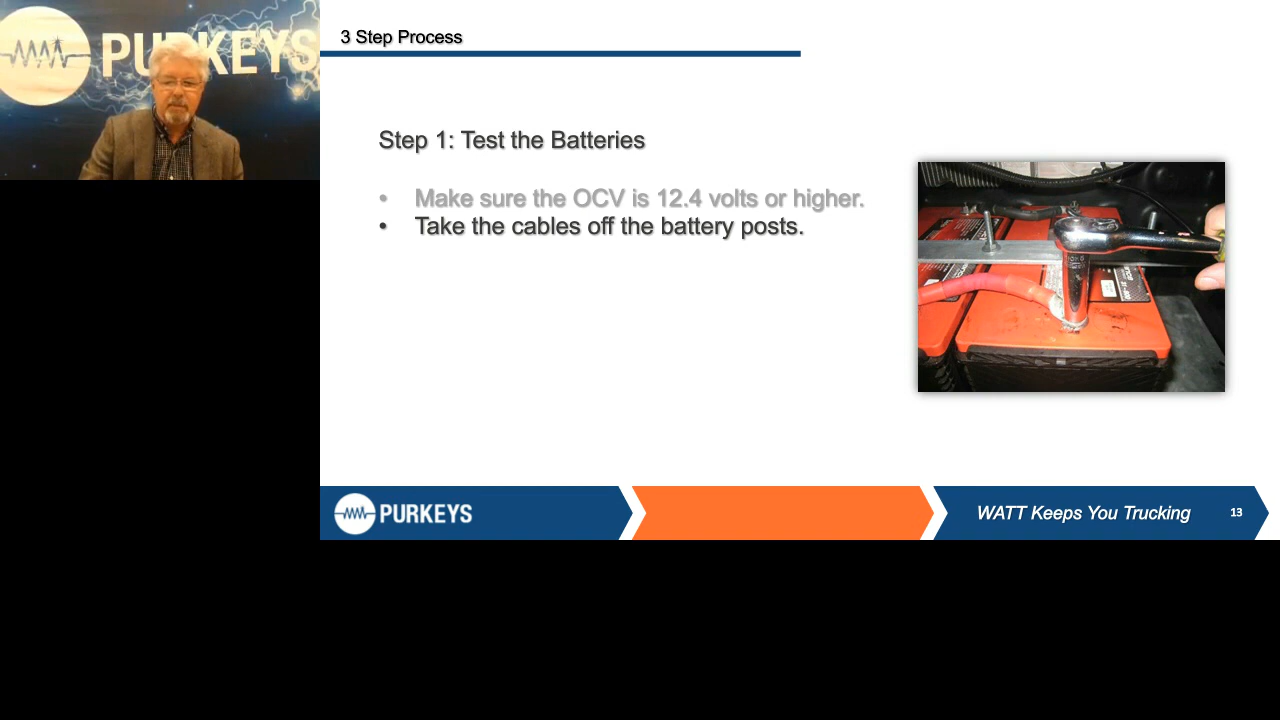 PURKEYS
3 Step Process
Step 1: Test the Batteries
• Make sure the OCV is 12.4 volts or higher.
• Take the cables off the battery posts.
PURKEYS
WATT Keeps You Trucking
13